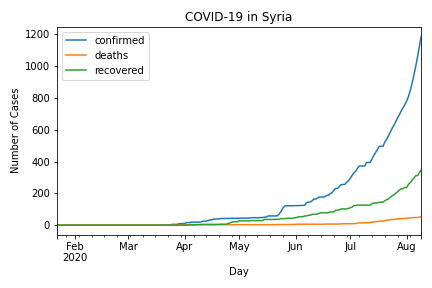 COVID-19 in Syria
confirmed
deaths
recovered
Number of Cases
1200
1000
800
600
400
200
0
Feb Mar Apr May Jun Jul Aug
2020
Day